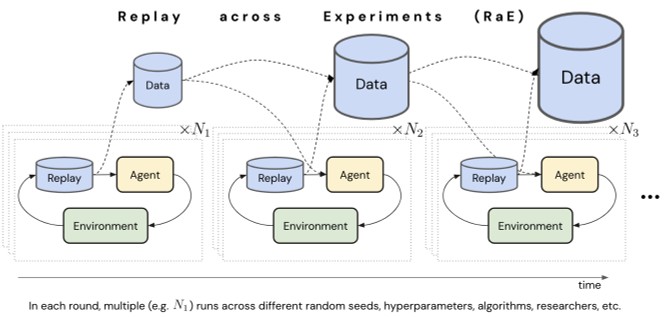 Replay across Experiments (RaE)
Data
Data
Data
×N₁
×N₂
×N₃
Replay
Agent
Environment
Replay
Agent
Environment
Replay
Agent
Environment
...
time
In each round, multiple (e.g. N₁) runs across different random seeds, hyperparameters, algorithms, researchers, etc.